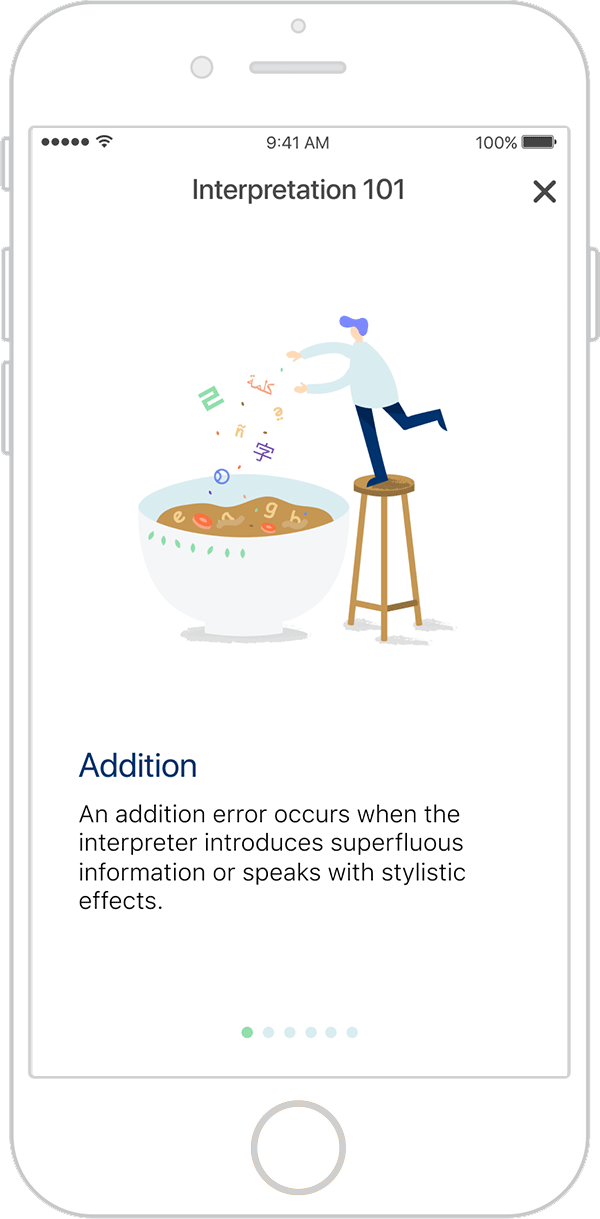 9:41 AM
100%
Interpretation 101
كلمة
ñ
字
e
g
h
Addition
An addition error occurs when the
interpreter introduces superfluous
information or speaks with stylistic
effects.